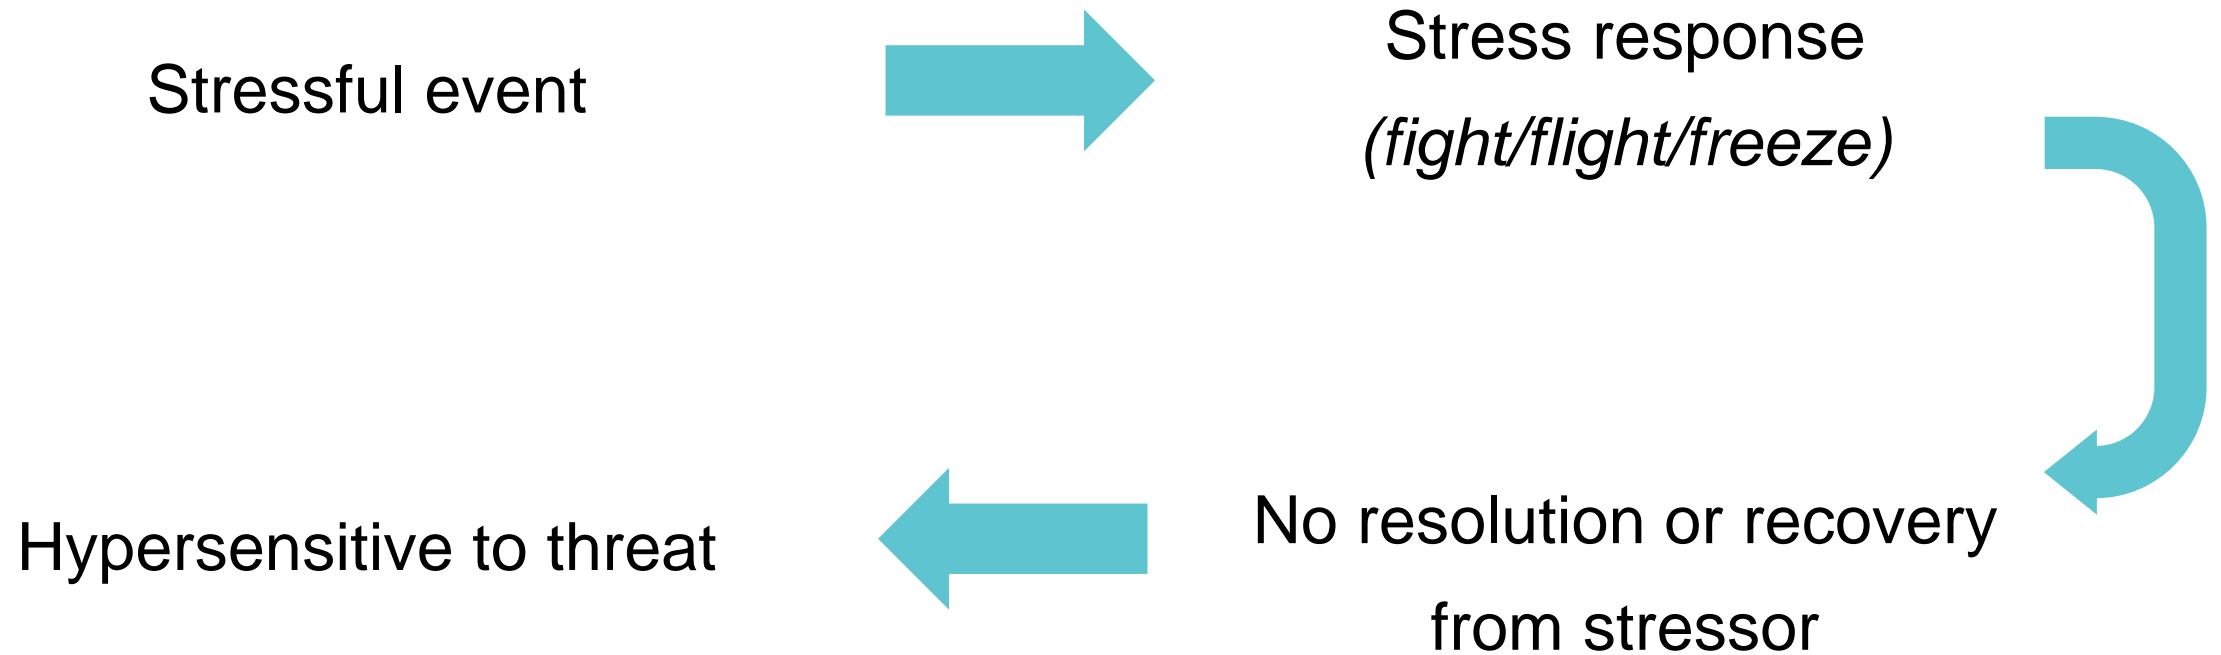 Stressful event
Stress response
(fight/flight/freeze)
No resolution or recovery
from stressor
Hypersensitive to threat